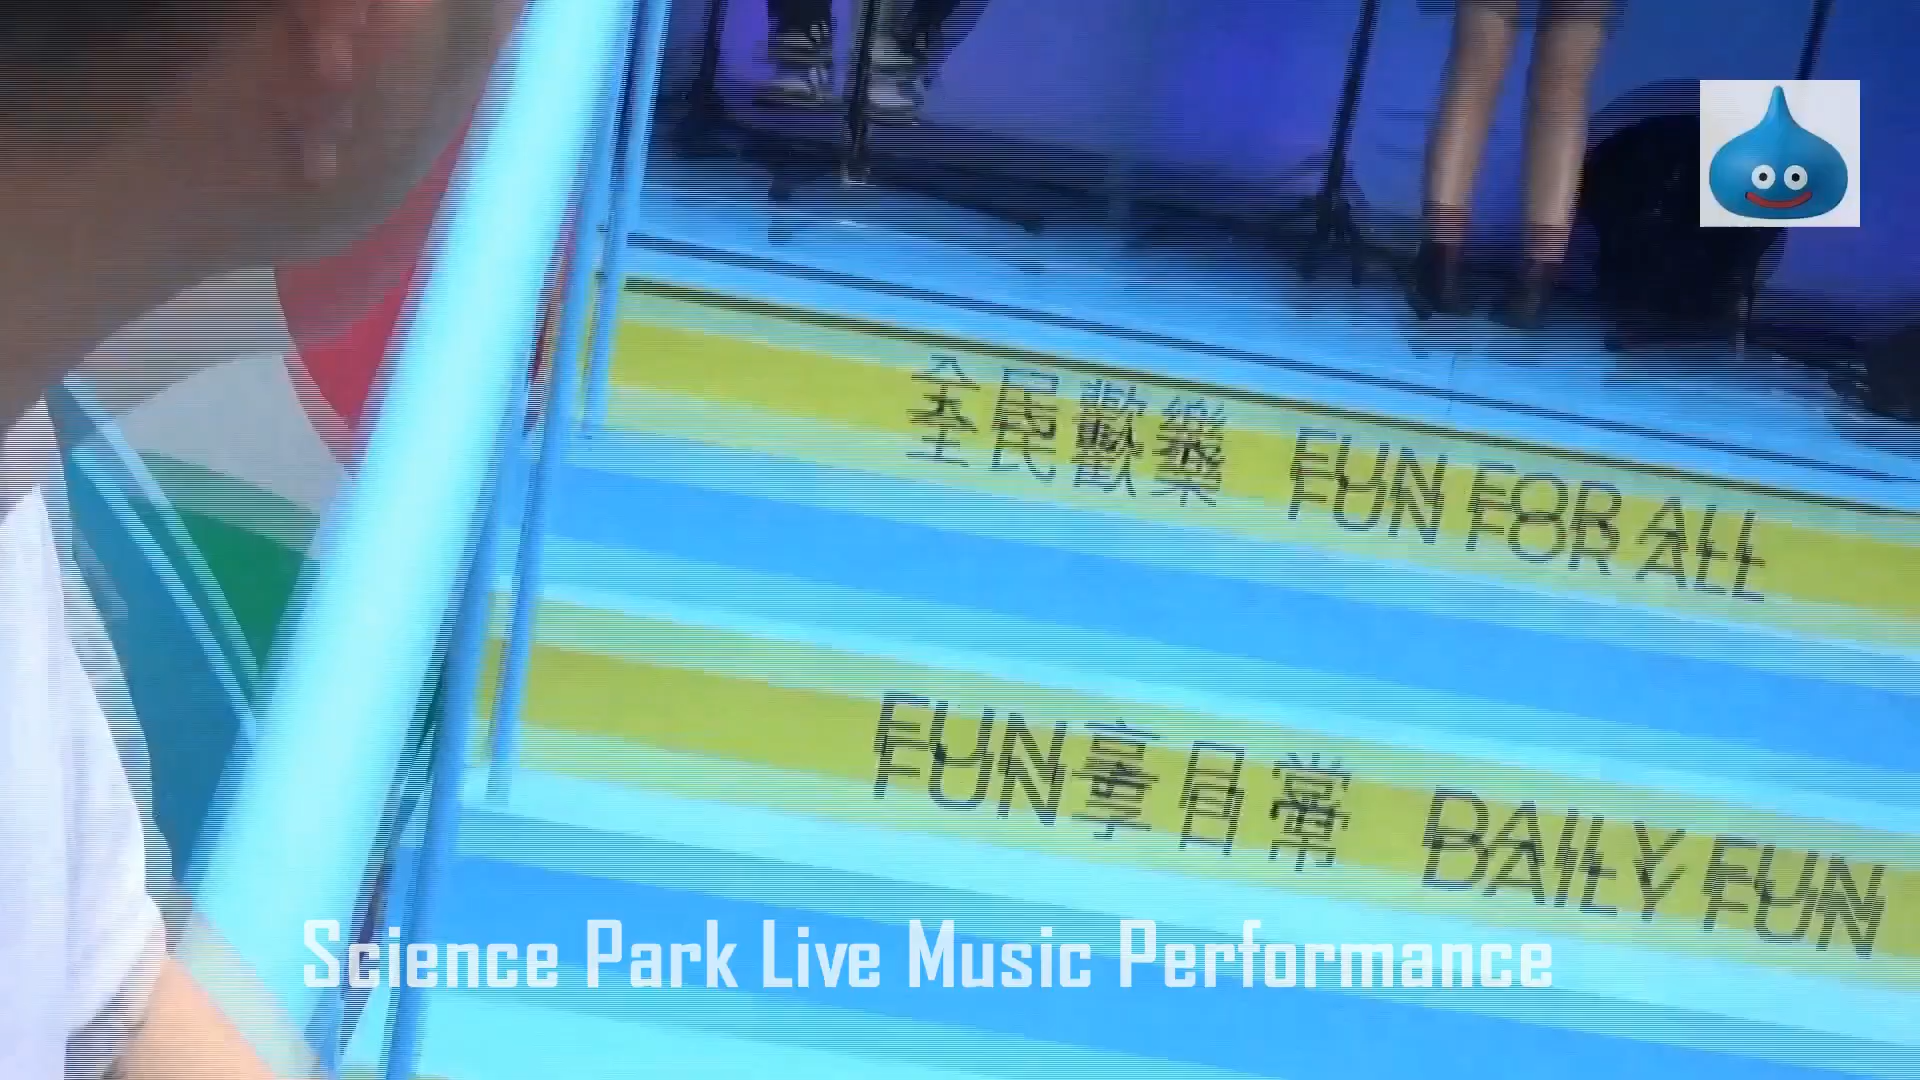 全民歡樂 FUN FOR ALL
FUN享日常 DAILY FUN
Science Park Live Music Performance